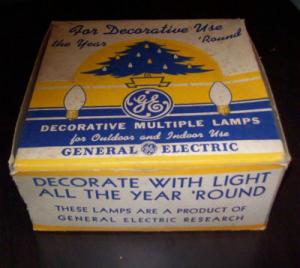 For Decorative Use
the Year 'Round
GE
DECORATIVE MULTIPLE LAMPS
for Outdoor and Indoor Use
GENERAL GE ELECTRIC
DECORATE WITH LIGHT
ALL THE YEAR 'ROUND
THESE LAMPS ARE A PRODUCT OF
GENERAL ELECTRIC RESEARCH